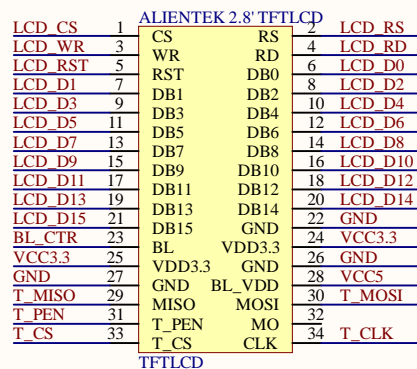 ALIENTEK 2.8' TFTLCD
LCD_CS 1 CS RS 2 LCD_RS
LCD_WR 3 WR RD 4 LCD_RD
LCD_RST 5 RST DB0 6 LCD_D0
LCD_D1 7 DB1 DB2 8 LCD_D2
LCD_D3 9 DB3 DB4 10 LCD_D4
LCD_D5 11 DB5 DB6 12 LCD_D6
LCD_D7 13 DB7 DB8 14 LCD_D8
LCD_D9 15 DB9 DB10 16 LCD_D10
LCD_D11 17 DB11 DB12 18 LCD_D12
LCD_D13 19 DB13 DB14 20 LCD_D14
LCD_D15 21 DB15 GND 22 GND
BL_CTR 23 BL VDD3.3 24 VCC3.3
VCC3.3 25 VDD3.3 GND 26 GND
GND 27 GND BL_VDD 28 VCC5
T_MISO 29 MISO MOSI 30 T_MOSI
T_PEN 31 T_PEN MO 32
T_CS 33 T_CS CLK 34 T_CLK
TFTLCD